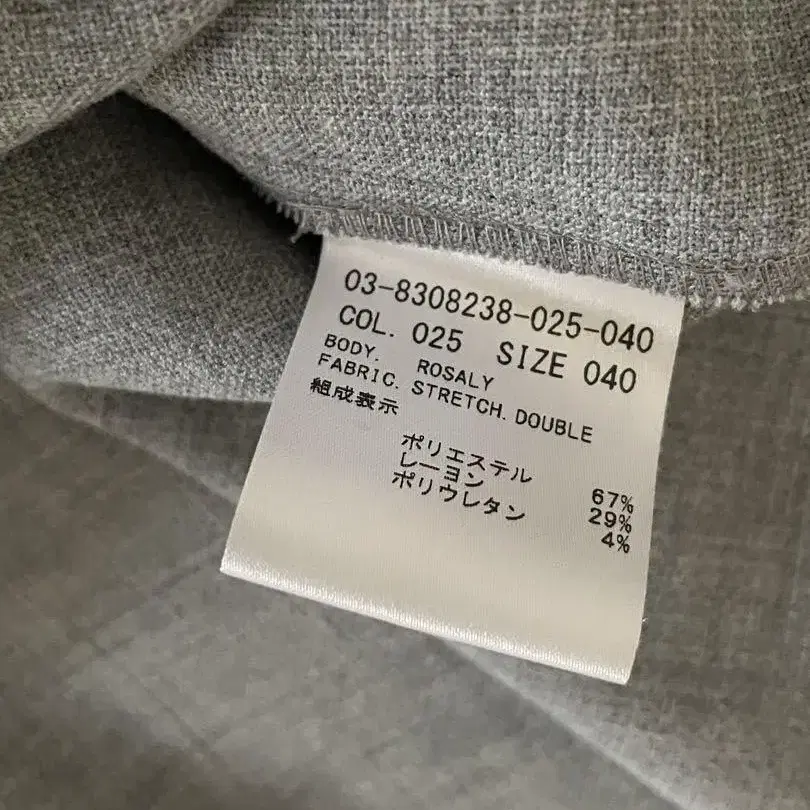 03-8308238-025-040
COL. 025 SIZE 040
BODY. ROSALY
FABRIC. STRETCH. DOUBLE
組成表示
ポリエステル 67%
レーヨン 29%
ポリウレタン 4%